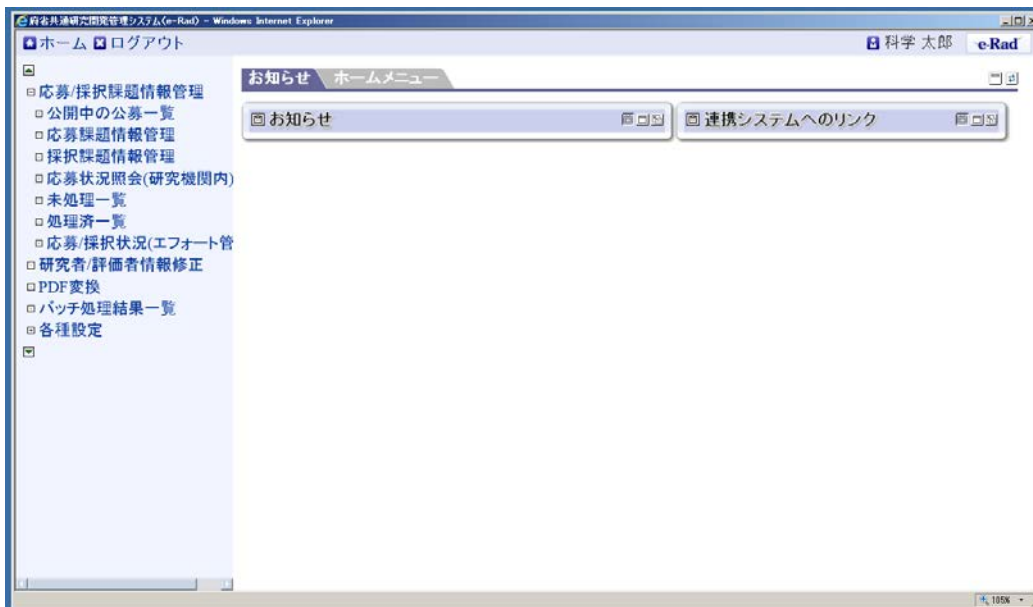 府省共通研究開発管理システム(e-Rad) - Windows Internet Explorer
ホーム ログアウト 科学 太郎 e-Rad
お知らせ ホームメニュー
応募/採択課題情報管理
公開中の公募一覧
応募課題情報管理
採択課題情報管理
応募状況照会(研究機関内)
未処理一覧
処理済一覧
応募/採択状況(エフォート管
研究者/評価者情報修正
PDF変換
バッチ処理結果一覧
各種設定
お知らせ 連携システムへのリンク
105%